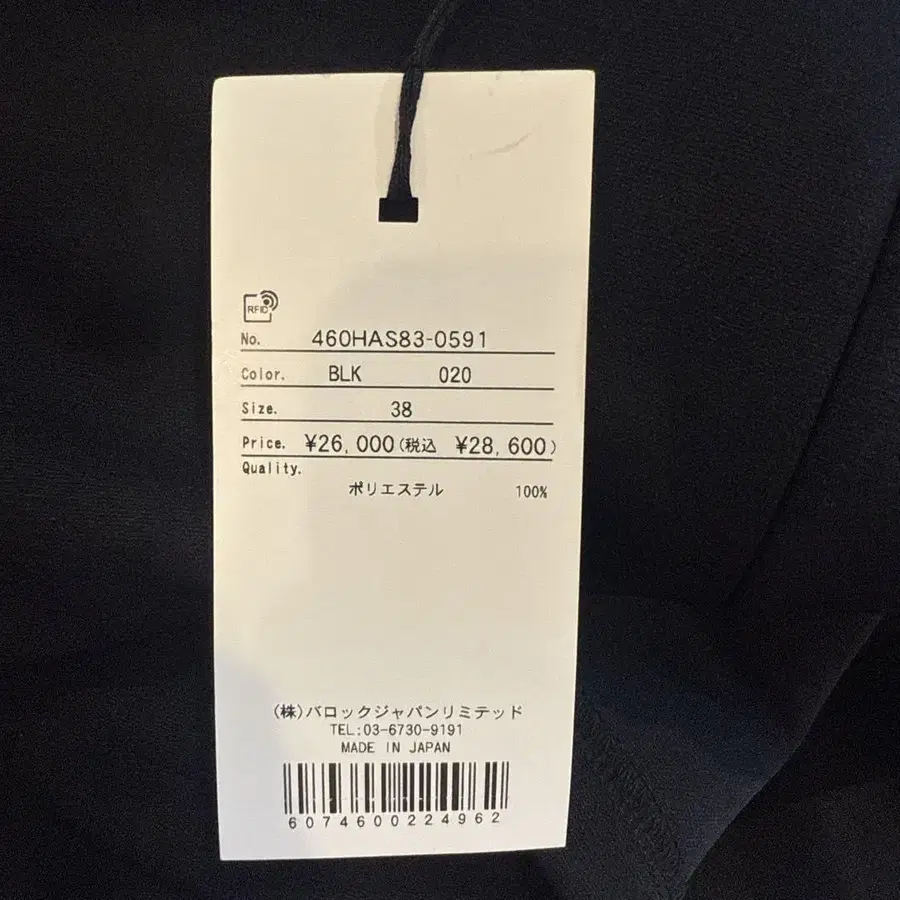 RFID
No. 460HAS83-0591
Color. BLK 020
Size. 38
Price. ¥26,000(税込 ¥28,600)
Quality.
ポリエステル 100%
(株)バロックジャパンリミテッド
TEL:03-6730-9191
MADE IN JAPAN
6074600224962